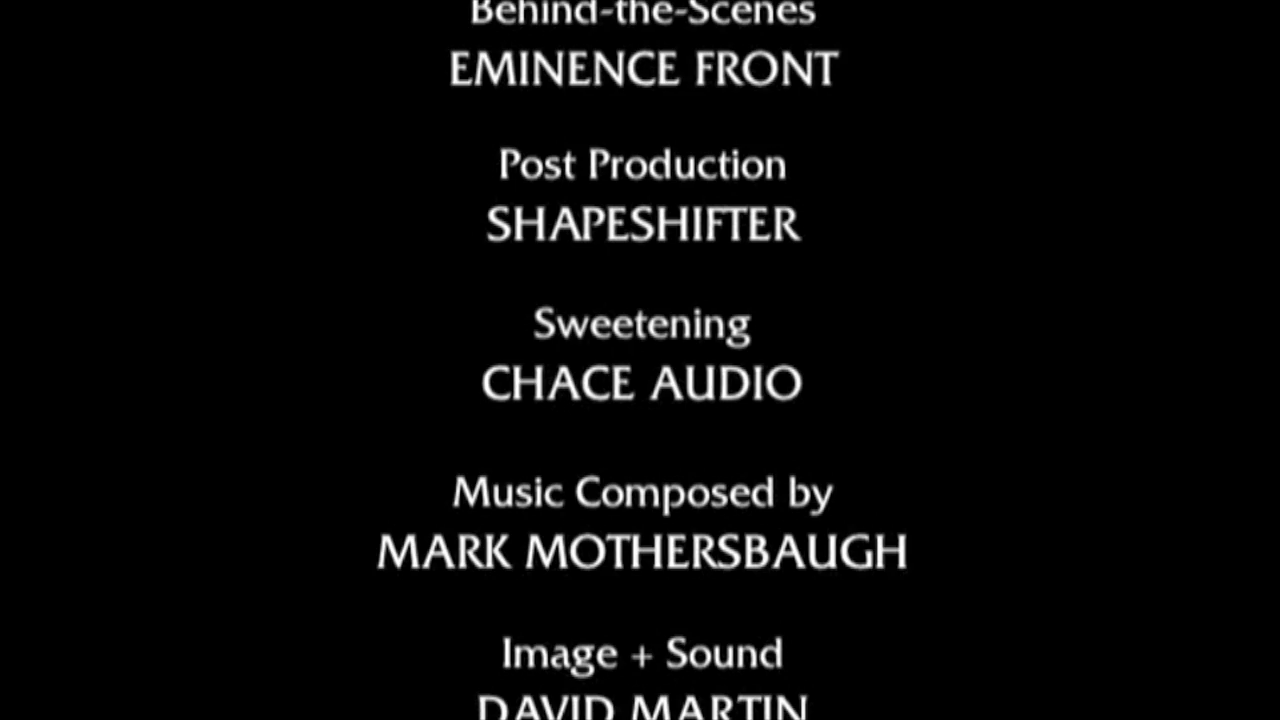 Behind-the-Scenes
EMINENCE FRONT
Post Production
SHAPESHIFTER
Sweetening
CHACE AUDIO
Music Composed by
MARK MOTHERSBAUGH
Image + Sound
DAVID MARTIN